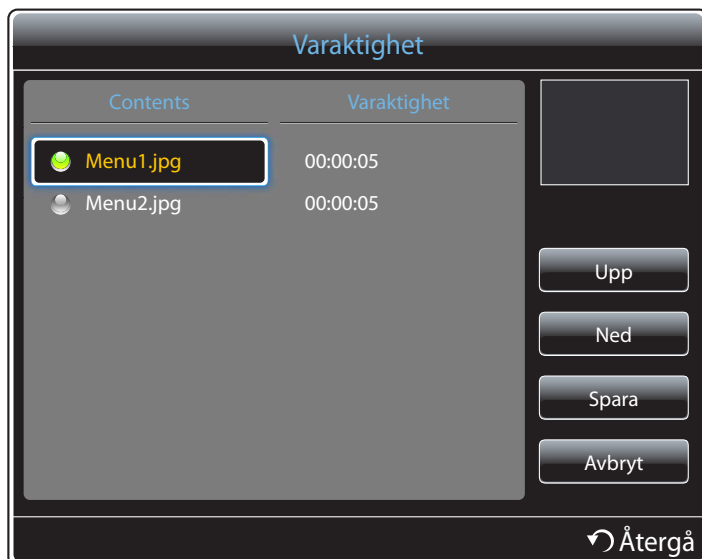 Varaktighet
Contents Varaktighet
Menu1.jpg 00:00:05
Menu2.jpg 00:00:05
Upp
Ned
Spara
Avbryt
Återgå